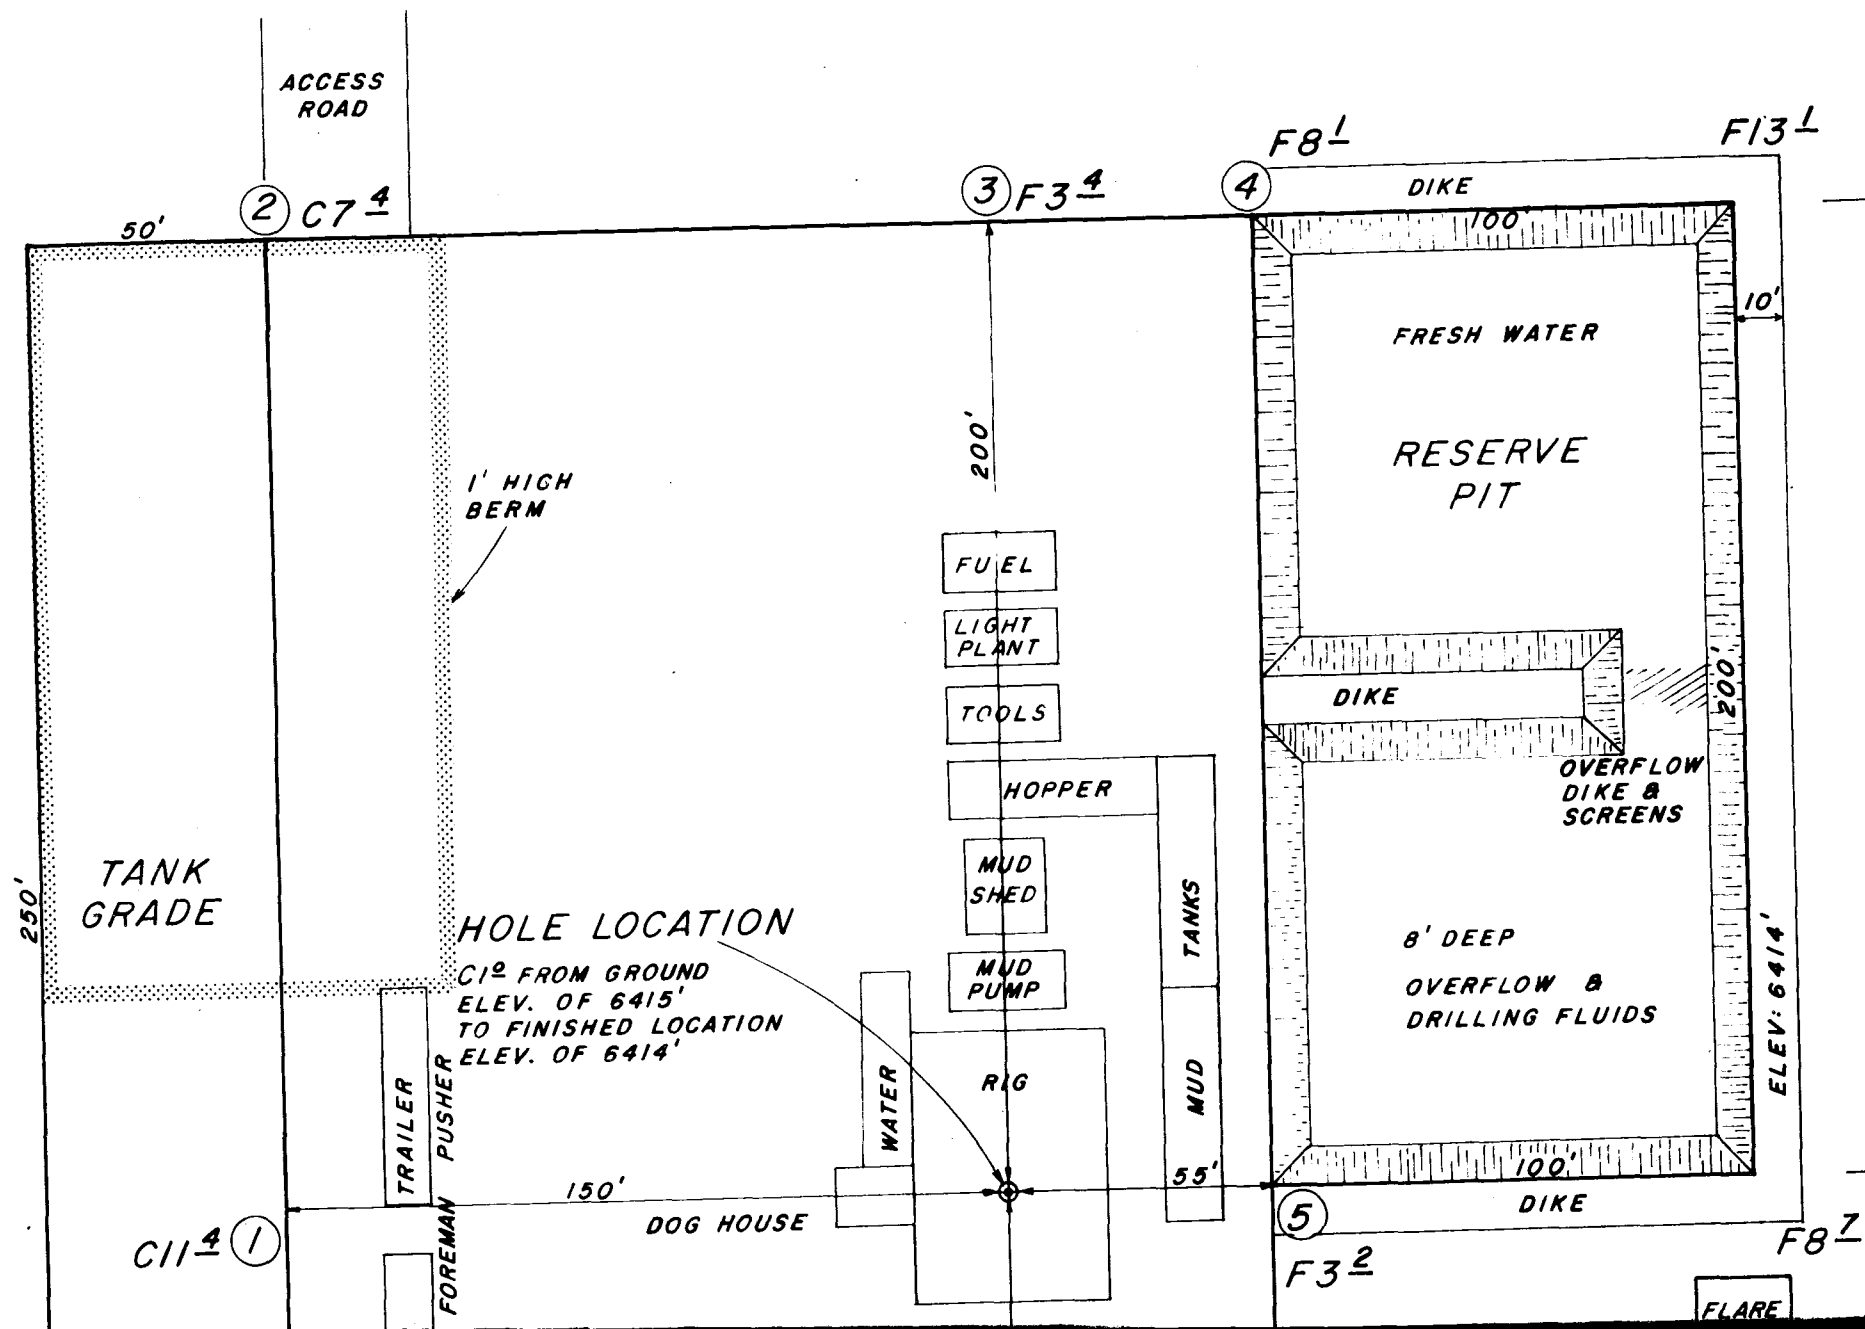 ACCESS
ROAD
F8 1
F13 1
2
C7 4
3
F3 4
4
DIKE
50'
100'
10'
FRESH WATER
RESERVE
PIT
200'
1' HIGH
BERM
FUEL
LIGHT
PLANT
TOOLS
DIKE
200'
HOPPER
OVERFLOW
DIKE &
SCREENS
TANK
GRADE
250'
MUD
SHED
TANKS
HOLE LOCATION
C1 0 FROM GROUND
ELEV. OF 6415'
TO FINISHED LOCATION
ELEV. OF 6414'
MUD
PUMP
8' DEEP
OVERFLOW &
DRILLING FLUIDS
ELEV: 6414'
TRAILER
FOREMAN PUSHER
WATER
RIG
MUD
150'
55'
100'
DOG HOUSE
DIKE
C11 4
1
5
F3 2
F8 7
FLARE